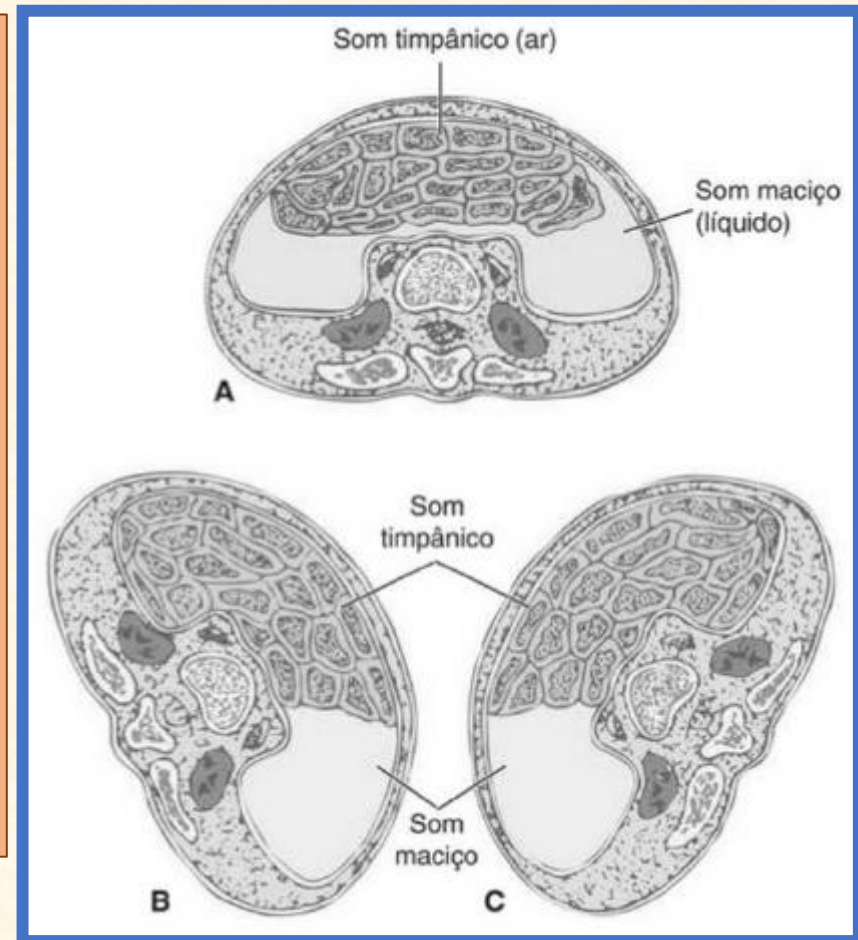 Som timpânico (ar)
Som maciço
(líquido)
A
Som
timpânico
Som
maciço
B
C